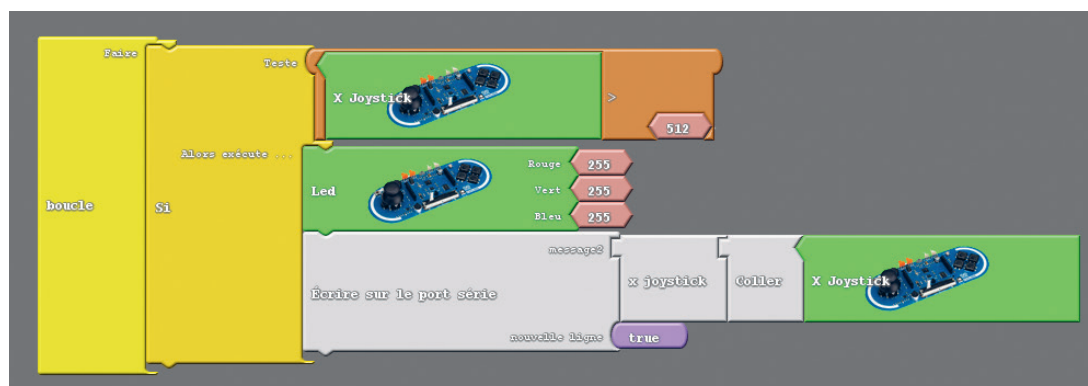 Faire
Teste
X Joystick
>
512
Alors exécute ...
boucle
Si
Led
Rouge 255
Vert 255
Bleu 255
message2
x joystick
Coller
X Joystick
Écrire sur le port série
nouvelle ligne
true